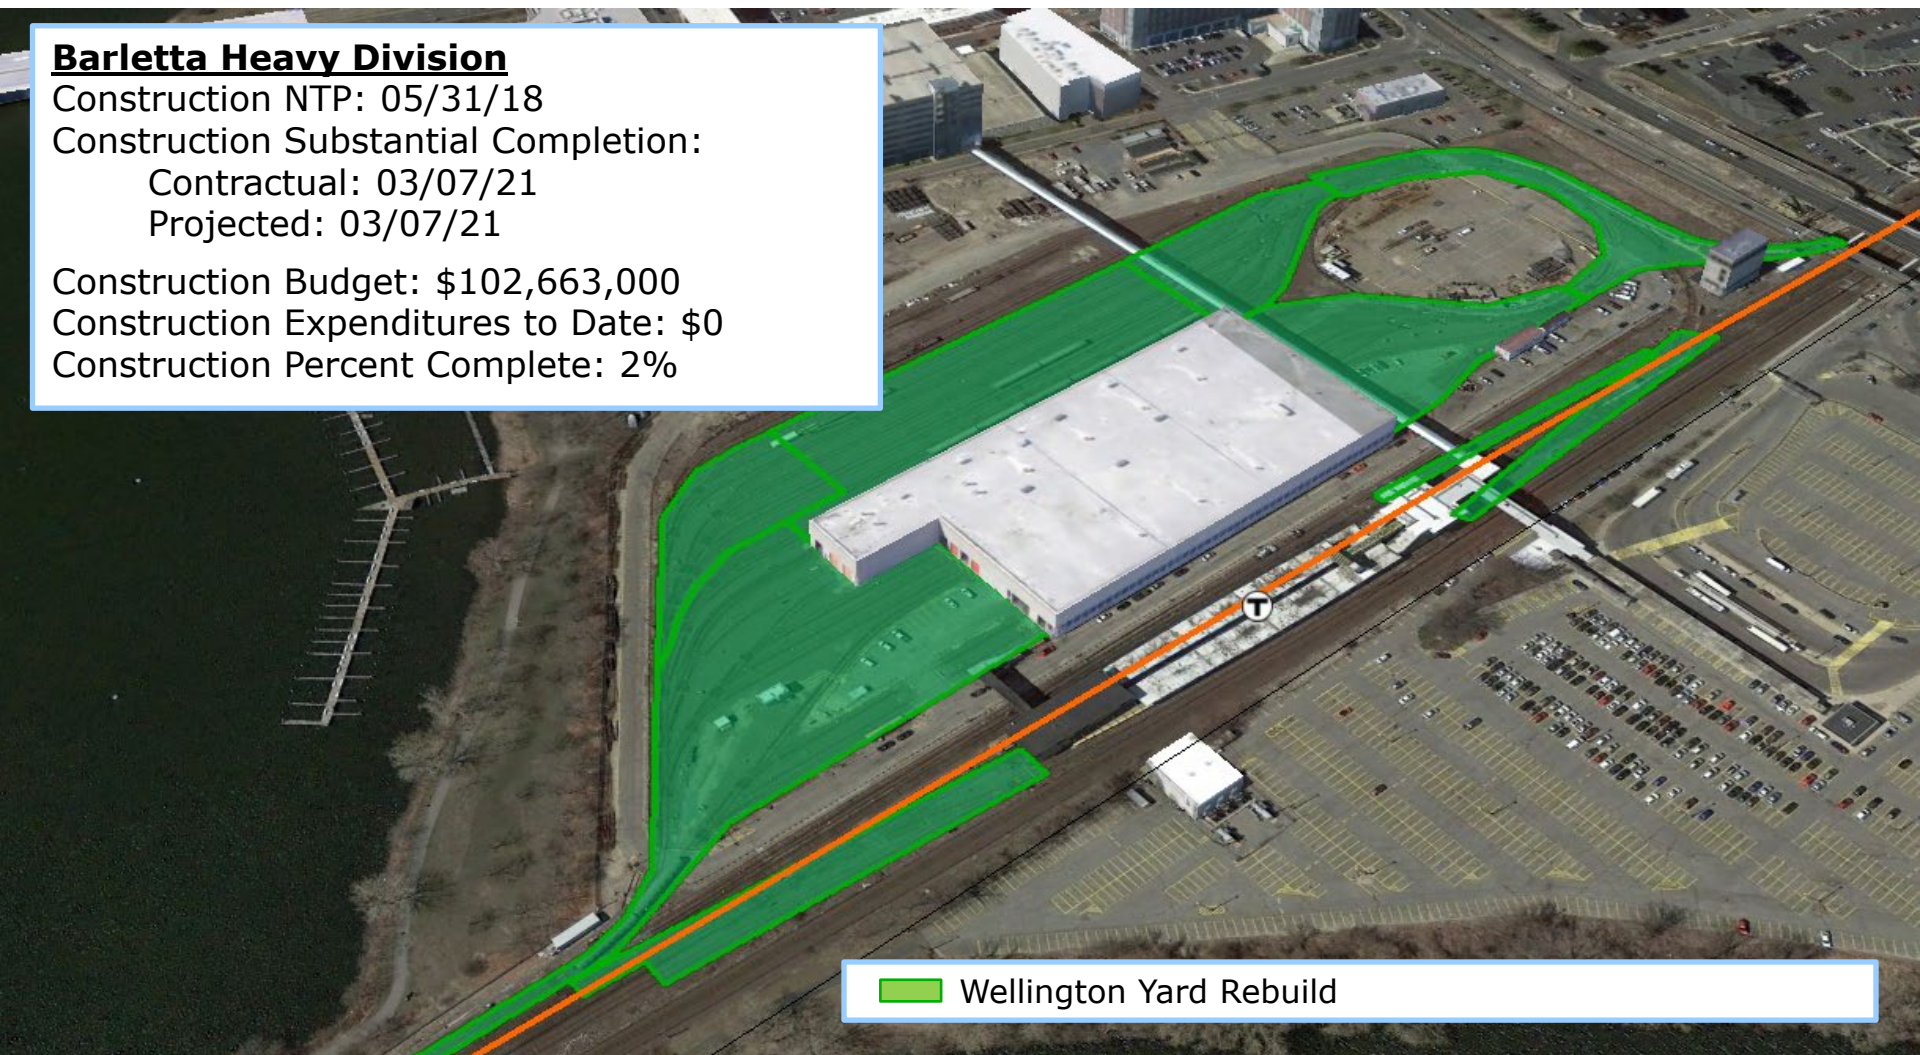 Barletta Heavy Division
Construction NTP: 05/31/18
Construction Substantial Completion:
Contractual: 03/07/21
Projected: 03/07/21
Construction Budget: $102,663,000
Construction Expenditures to Date: $0
Construction Percent Complete: 2%
T
Wellington Yard Rebuild